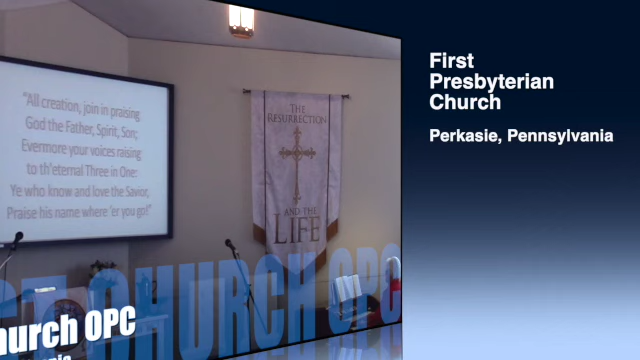 "All creation, join in praising
God the Father, Spirit, Son;
Evermore your voices raising
to th'eternal Three in One:
Ye who know and love the Savior,
Praise his name where 'er you go!"
THE
RESURRECTION
AND THE
LIFE
First
Presbyterian
Church
Perkasie, Pennsylvania
CHURCH OPC
hurch OPC